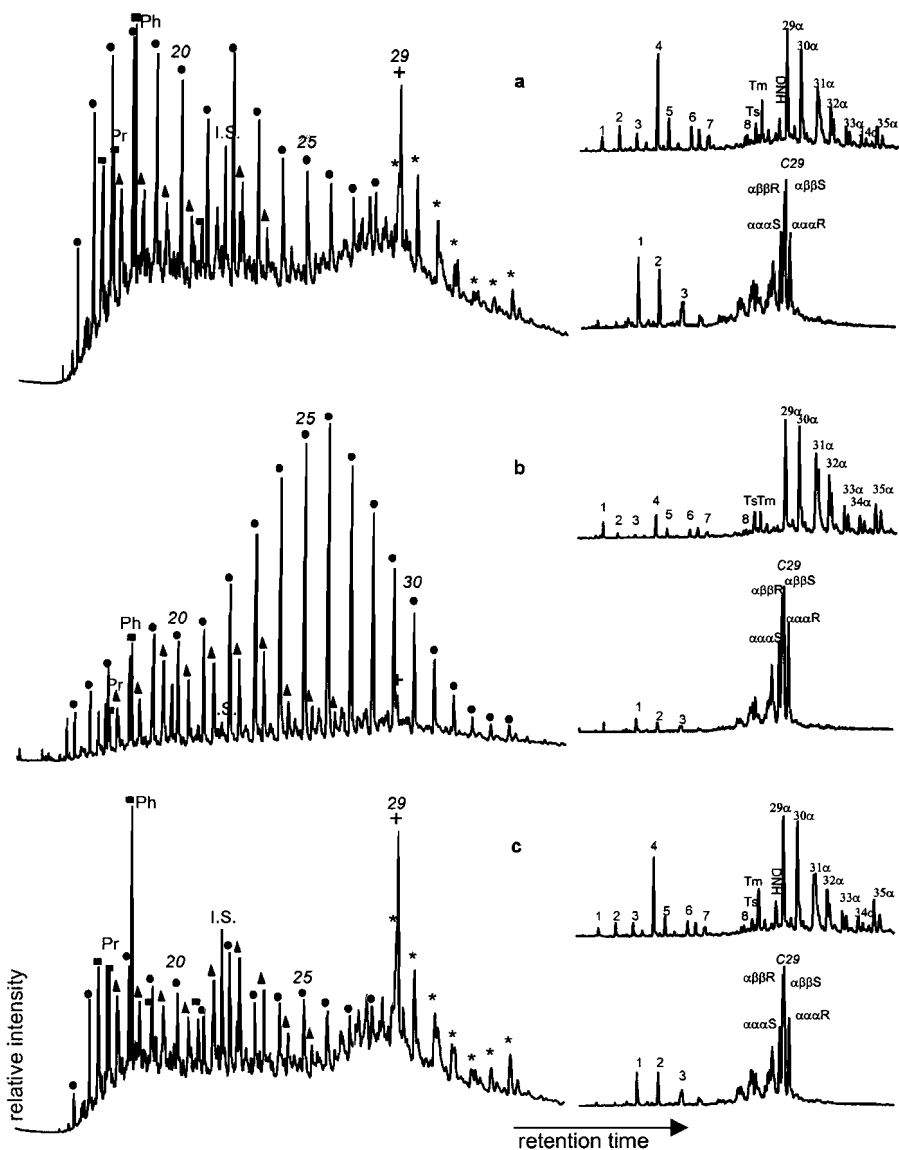 Ph
20
Pr
I.S.
25
29
a
1 2 3 4 5 6 7 8 Ts Tm DNH 29α 30α 31α 32α 33α 34α 35α
C29
αββR αββS
αααS αααR
1 2 3
25
20
Ph
Pr
I.S.
30
b
1 2 3 4 5 6 7 8 Ts Tm 29α 30α 31α 32α 33α 34α 35α
C29
αββR αββS
αααS αααR
1 2 3
Ph
Pr
20
I.S.
25
29
c
1 2 3 4 5 6 7 8 Ts Tm DNH 29α 30α 31α 32α 33α 34α 35α
C29
αββR αββS
αααS αααR
1 2 3
relative intensity
retention time